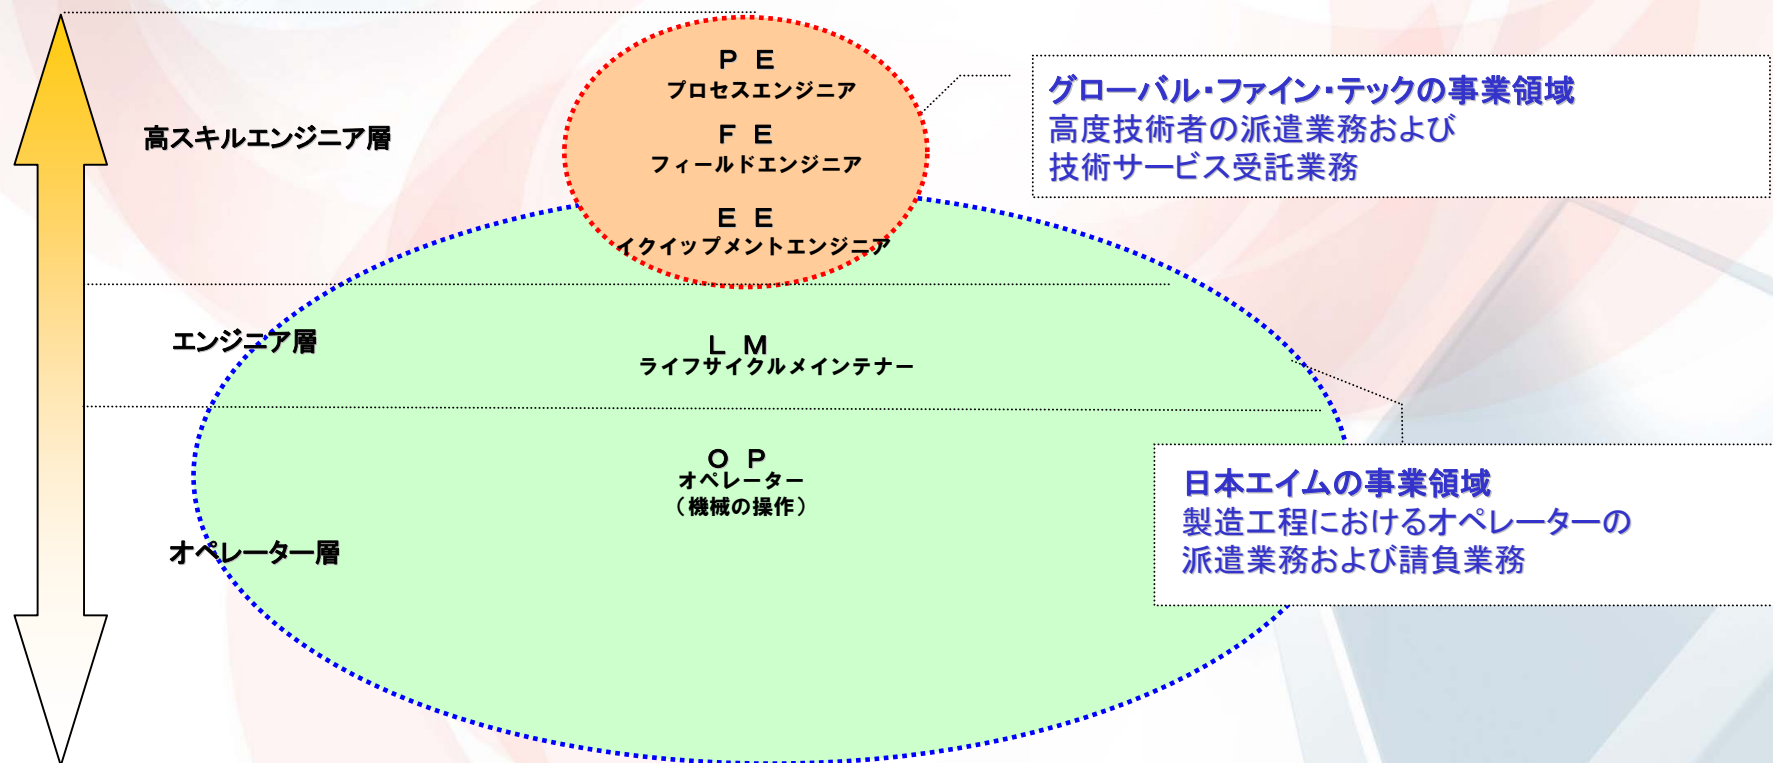 Ｐ Ｅ
プロセスエンジニア
Ｆ Ｅ
フィールドエンジニア
Ｅ Ｅ
イクイップメントエンジニア
高スキルエンジニア層
グローバル・ファイン・テックの事業領域
高度技術者の派遣業務および
技術サービス受託業務
エンジニア層
Ｌ Ｍ
ライフサイクルメインテナー
Ｏ Ｐ
オペレーター
（機械の操作）
オペレーター層
日本エイムの事業領域
製造工程におけるオペレーターの
派遣業務および請負業務